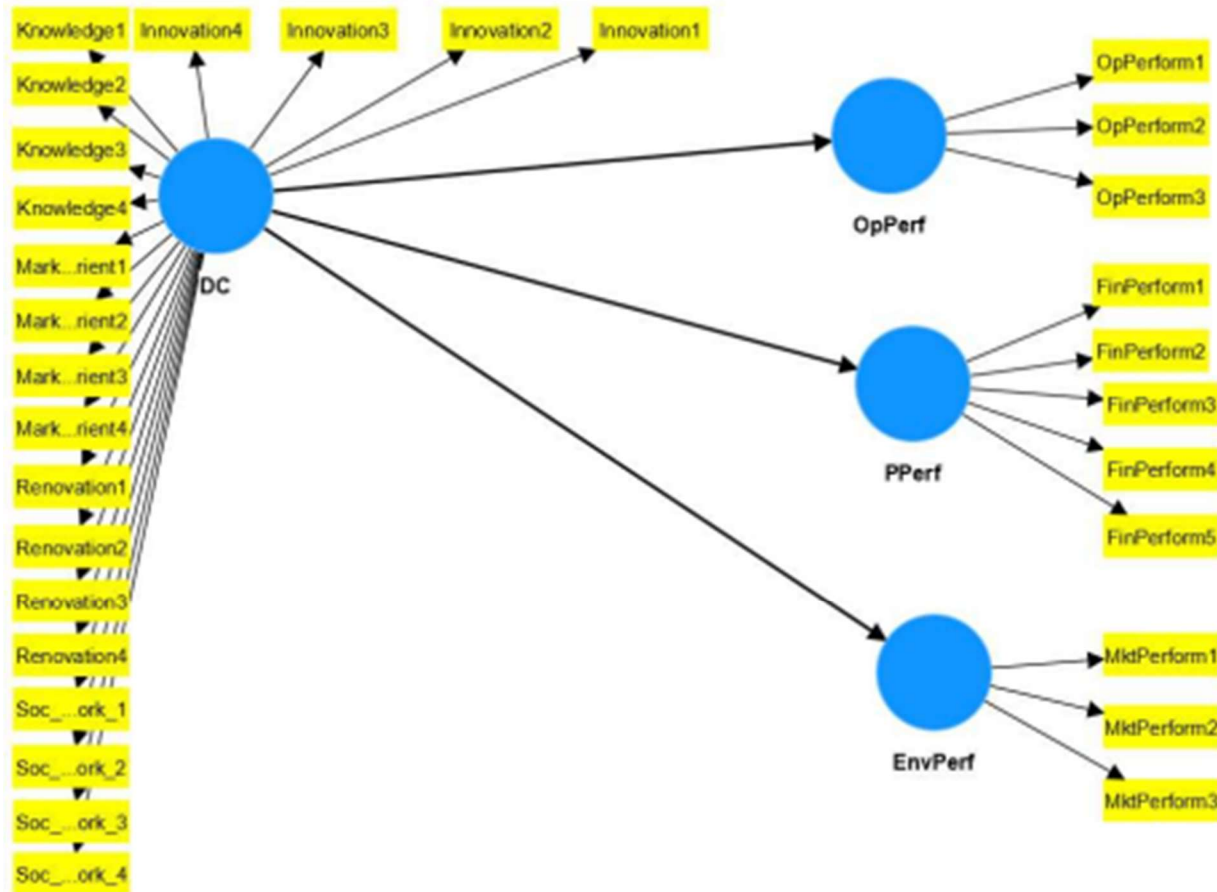 Knowledge1
Innovation4
Innovation3
Innovation2
Innovation1
Knowledge2
Knowledge3
Knowledge4
Mark...rient1
Mark...rient2
Mark...rient3
Mark...rient4
Renovation1
Renovation2
Renovation3
Renovation4
Soc_...ork_1
Soc_...ork_2
Soc_...ork_3
Soc_...ork_4
DC
OpPerf
OpPerform1
OpPerform2
OpPerform3
PPerf
FinPerform1
FinPerform2
FinPerform3
FinPerform4
FinPerform5
EnvPerf
MktPerform1
MktPerform2
MktPerform3